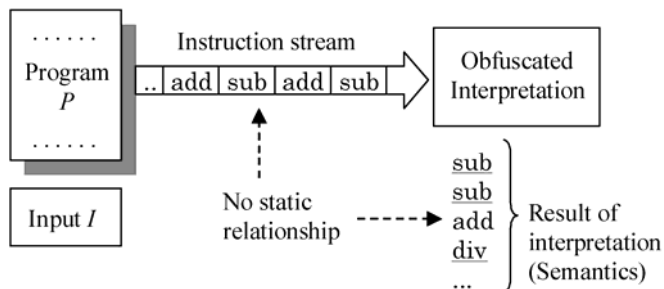 ......
Program
P
......
Input I
Instruction stream
.. add sub add sub
Obfuscated
Interpretation
No static
relationship
sub
sub
add
div
...
Result of
interpretation
(Semantics)